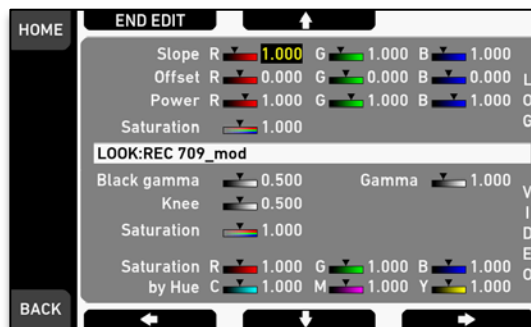 HOME
END EDIT
Slope R 1.000 G 1.000 B 1.000
Offset R 0.000 G 0.000 B 0.000
Power R 1.000 G 1.000 B 1.000
Saturation 1.000
LOOK:REC 709_mod
Black gamma 0.500 Gamma 1.000
Knee 0.500
Saturation 1.000
Saturation R 1.000 G 1.000 B 1.000
by Hue C 1.000 M 1.000 Y 1.000
BACK
L
G
V
I
D
E
O